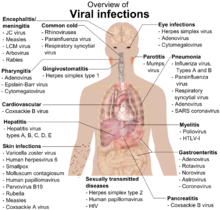 Overview of
Viral infections
Encephalitis/
meningitis
- JC virus
- Measles
- LCM virus
- Arbovirus
- Rabies
Common cold
- Rhinoviruses
- Parainfluenza virus
- Respiratory syncytial
virus
Eye infections
- Herpes simplex virus
- Adenovirus
- Cytomegalovirus
Pharyngitis
- Adenovirus
- Epstein-Barr virus
- Cytomegalovirus
Gingivostomatitis
- Herpes simplex type 1
Parotitis
- Mumps
virus
Pneumonia
- Influenza virus,
Types A and B
- Parainfluenza
virus
- Respiratory
syncytial virus
- Adenovirus
- SARS coronavirus
Cardiovascular
- Coxsackie B virus
Hepatitis
- Hepatitis virus
types A, B, C, D, E
Myelitis
- Poliovirus
- HTLV-I
Skin infections
- Varicella zoster virus
- Human herpesvirus 6
- Smallpox
- Molluscum contagiosum
- Human papillomavirus
- Parvovirus B19
- Rubella
- Measles
- Coxsackie A virus
Gastroenteritis
- Adenovirus
- Rotavirus
- Norovirus
- Astrovirus
- Coronavirus
Sexually transmitted
diseases
- Herpes simplex type 2
- Human papillomavirus
- HIV
Pancreatitis
- Coxsackie B virus